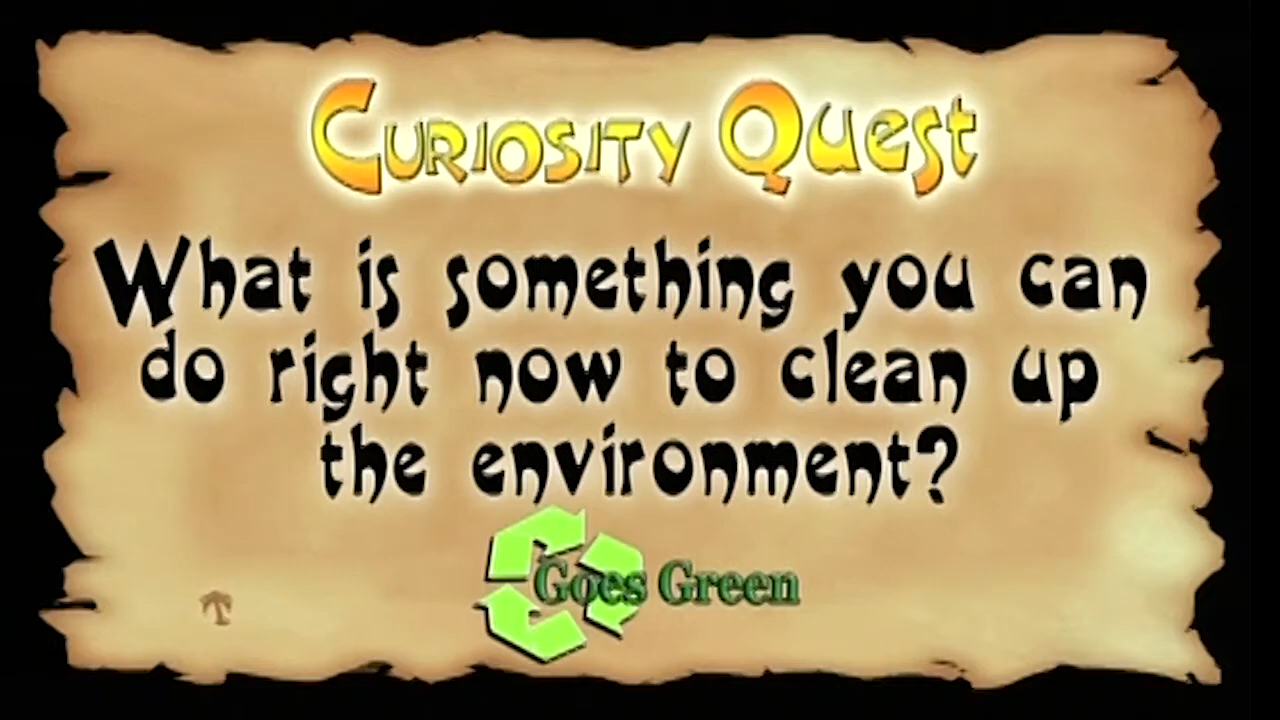 Curiosity Quest
What is something you can
do right now to clean up
the environment?
Goes Green